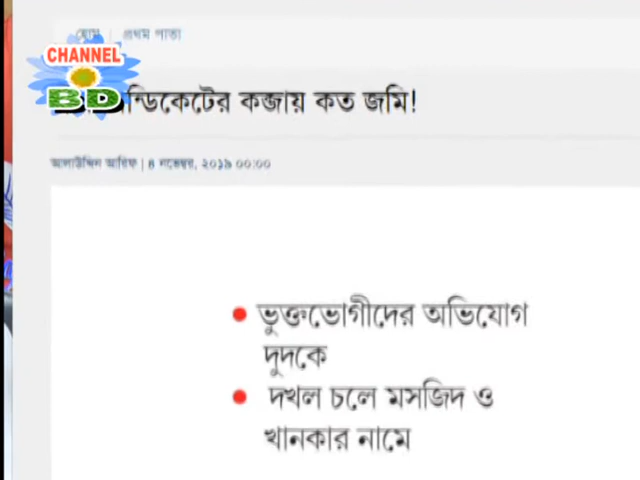 হোম | প্রথম পাতা
CHANNEL
BD
ন্ডিকেটের কব্জায় কত জমি!
আলাউদ্দিন আরিফ | ৪ নভেম্বর, ২০১৯ ০০:০০
ভুক্তভোগীদের অভিযোগ
দুদকে
দখল চলে মসজিদ ও
খানকার নামে